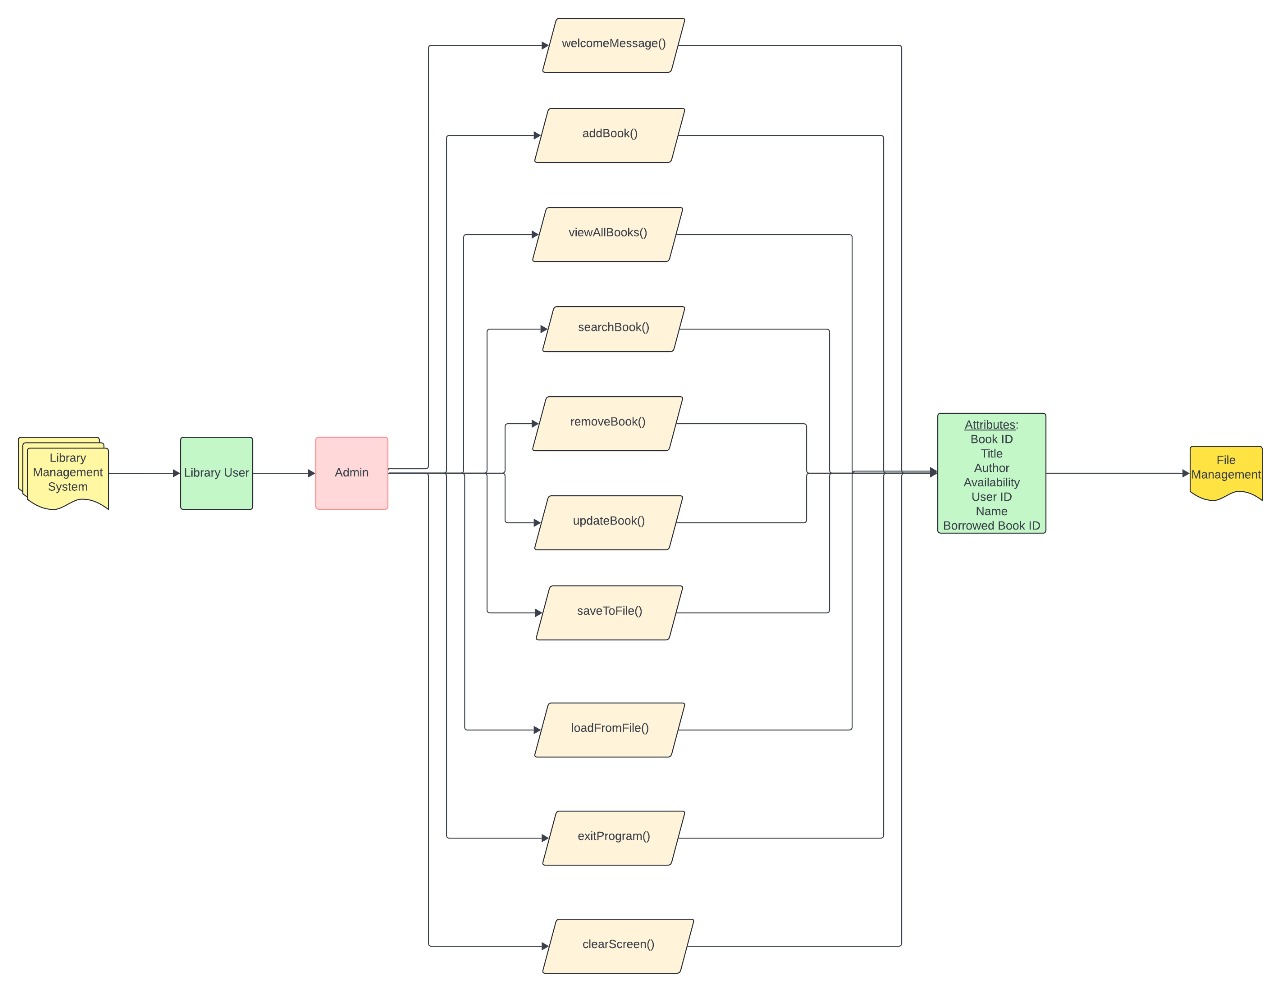 Library
Management
System
Library User
Admin
welcomeMessage()
addBook()
viewAllBooks()
searchBook()
removeBook()
updateBook()
saveToFile()
loadFromFile()
exitProgram()
clearScreen()
Attributes:
Book ID
Title
Author
Availability
User ID
Name
Borrowed Book ID
File
Management